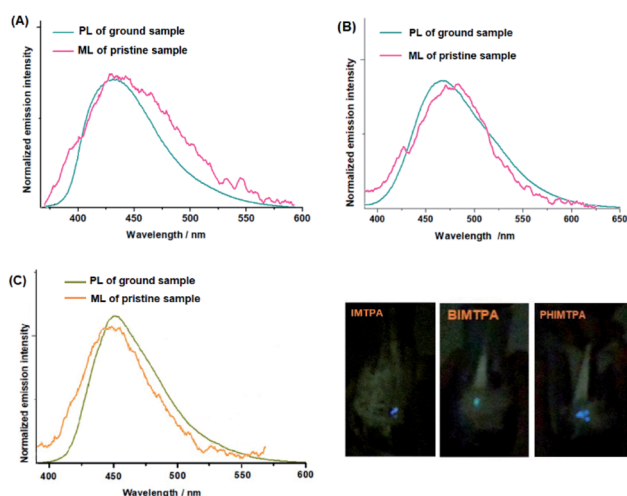 (A)
PL of ground sample
ML of pristine sample
Normalized emission intensity
400 450 500 550 600
Wavelength / nm
(B)
PL of ground sample
ML of pristine sample
Normalized emission intensity
400 450 500 550 600 650
Wavelength /nm
(C)
PL of ground sample
ML of pristine sample
Normalized emission intensity
400 450 500 550 600
Wavelength / nm
IMTPA
BIMTPA
PHIMTPA